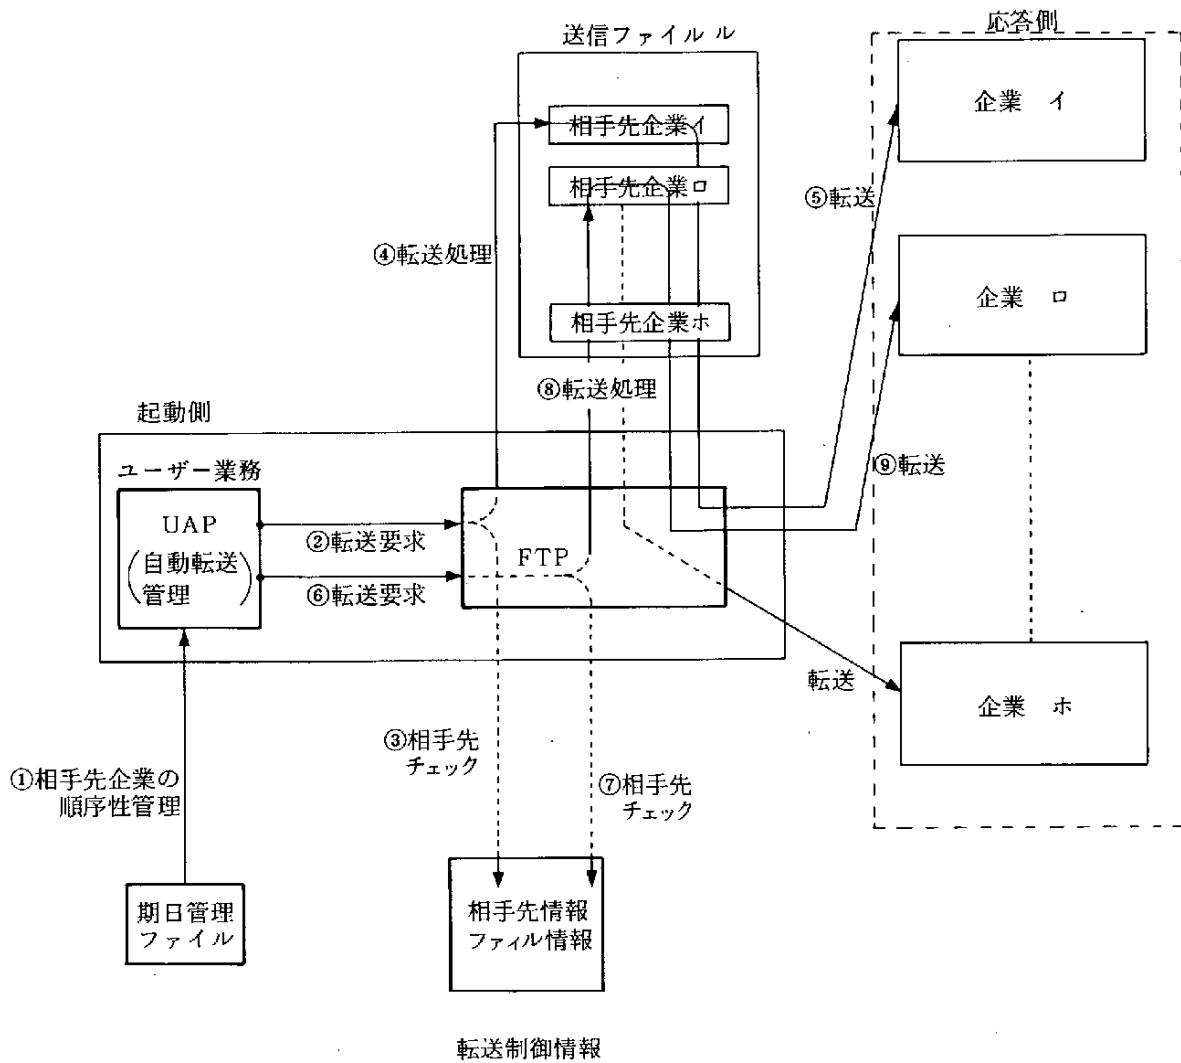 送信ファイル ル
応答側
相手先企業イ
相手先企業ロ
相手先企業ホ
企業 イ
企業 ロ
企業 ホ
⑤転送
④転送処理
⑧転送処理
⑨転送
起動側
ユーザー業務
UAP
(自動転送
管理)
②転送要求
⑥転送要求
FTP
転送
③相手先
チェック
⑦相手先
チェック
①相手先企業の
順序性管理
期日管理
ファイル
相手先情報
ファィル情報
転送制御情報